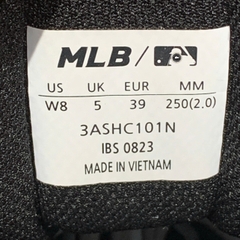 MLB /
US UK EUR MM
W8 5 39 250(2.0)
3ASHC101N
IBS 0823
MADE IN VIETNAM